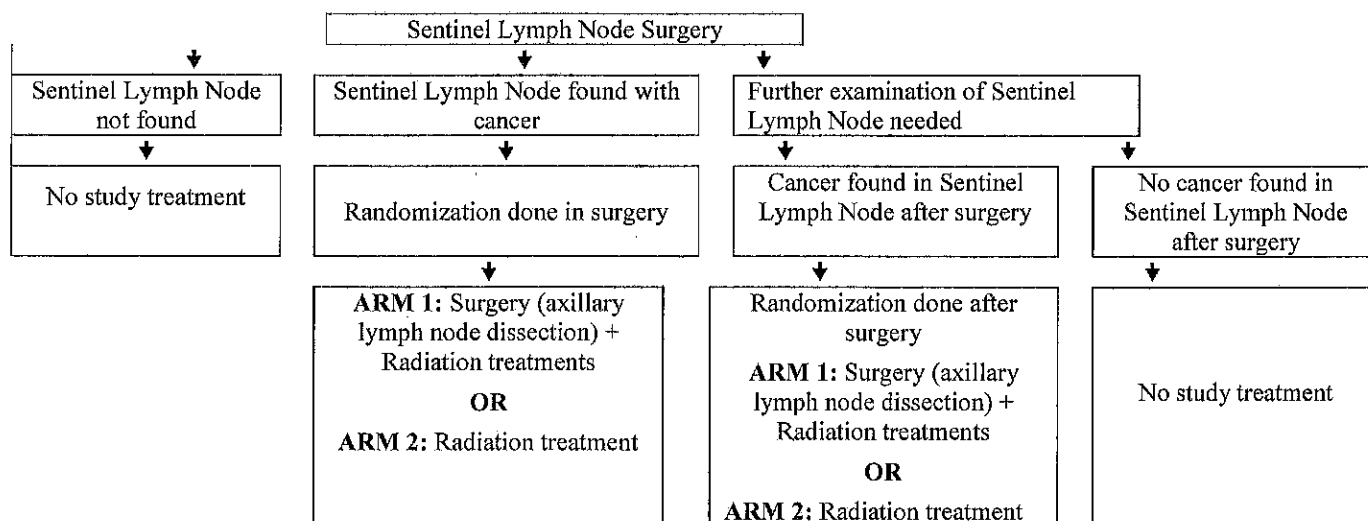 Sentinel Lymph Node Surgery
Sentinel Lymph Node
not found
Sentinel Lymph Node found with
cancer
Further examination of Sentinel
Lymph Node needed
No study treatment
Randomization done in surgery
Cancer found in Sentinel
Lymph Node after surgery
No cancer found in
Sentinel Lymph Node
after surgery
ARM 1: Surgery (axillary
lymph node dissection) +
Radiation treatments
OR
ARM 2: Radiation treatment
Randomization done after
surgery
ARM 1: Surgery (axillary
lymph node dissection) +
Radiation treatments
OR
ARM 2: Radiation treatment
No study treatment